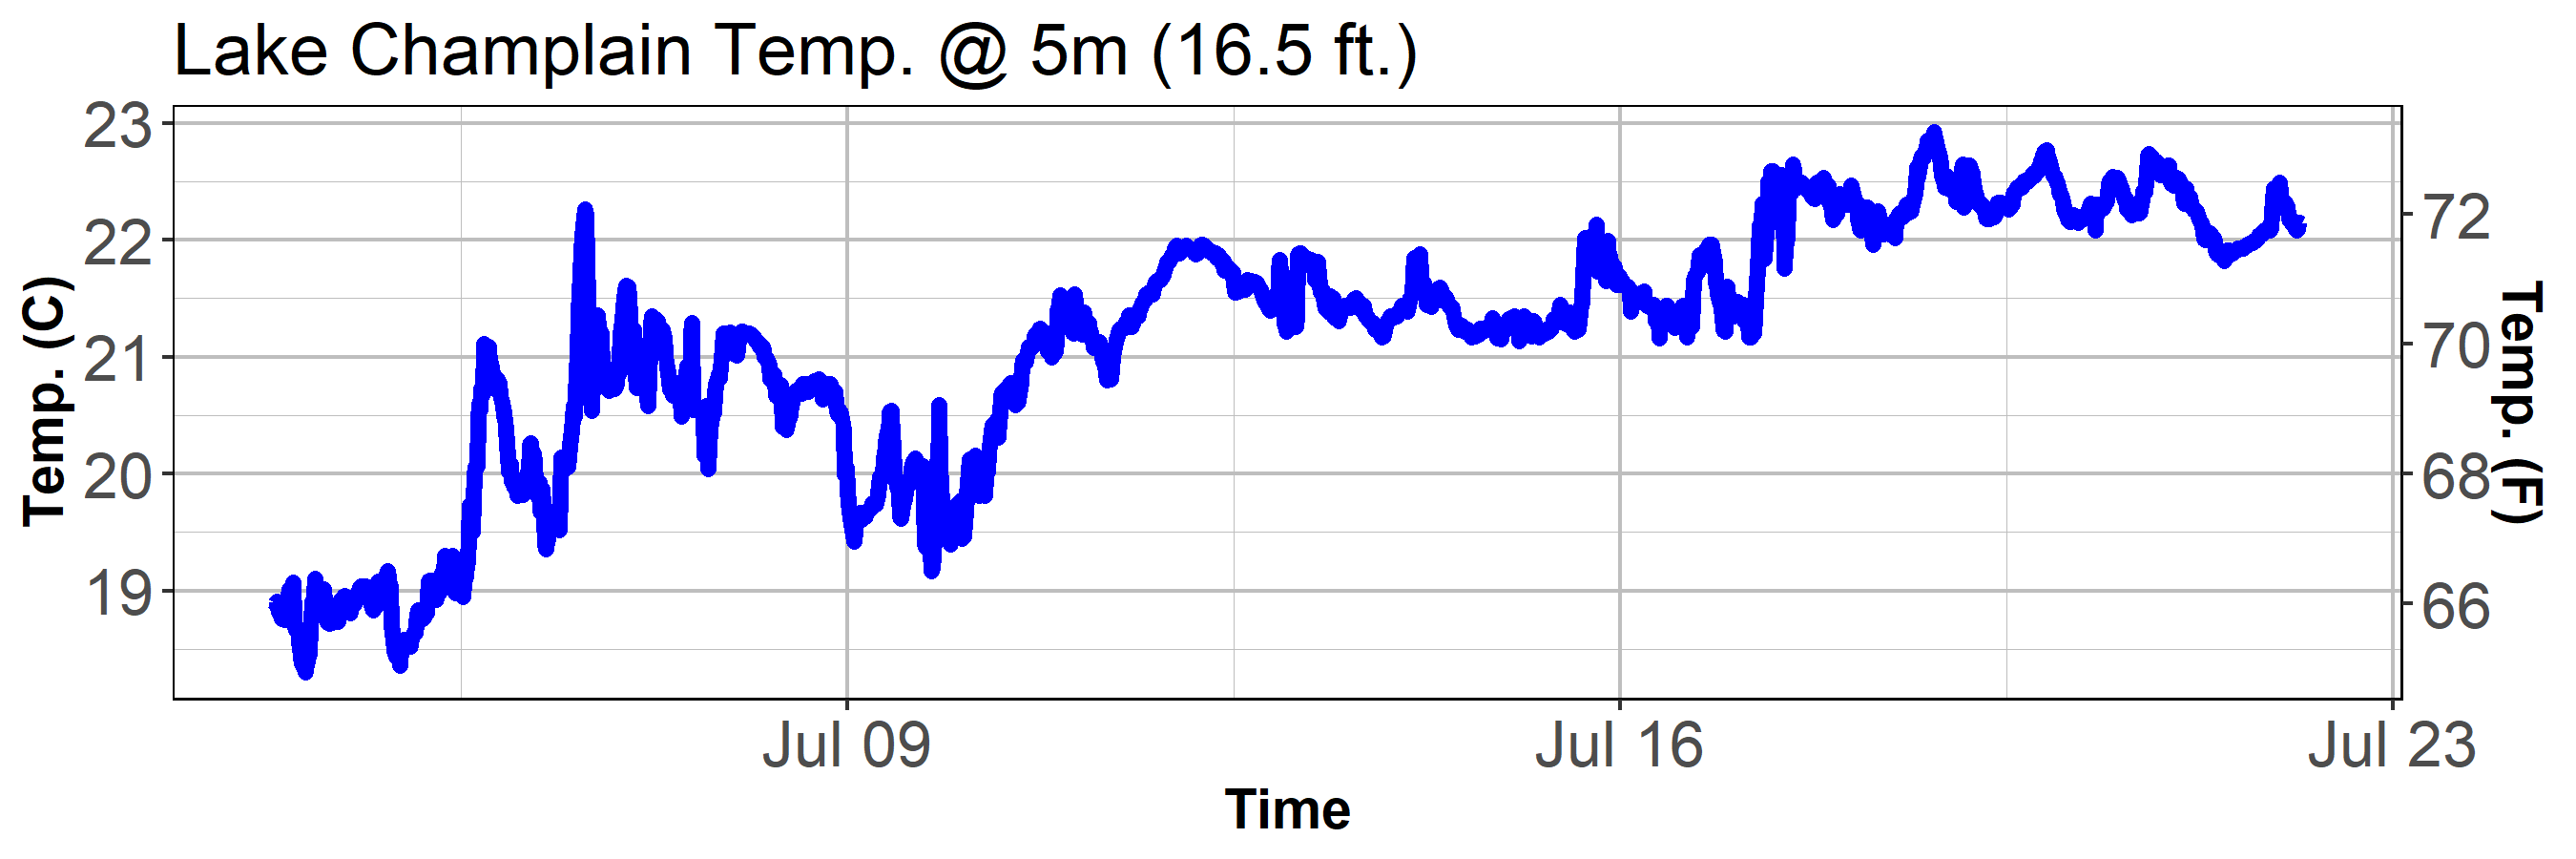 Lake Champlain Temp. @ 5m (16.5 ft.)
Temp. (C)
23
22
21
20
19
72
70
68
66
Temp. (F)
Jul 09
Jul 16
Jul 23
Time